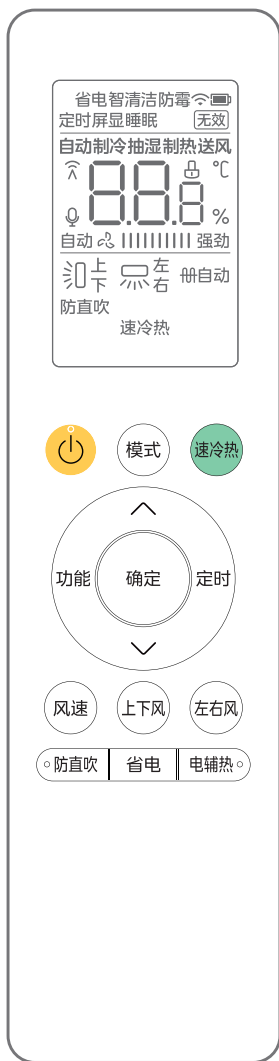 省电智清洁防霉
定时屏显睡眠 无效
自动制冷抽湿制热送风
88.8 ℃
%
自动 强劲
上下 左右 自动
防直吹
速冷热
模式 速冷热
功能 确定 定时
风速 上下风 左右风
防直吹 省电 电辅热